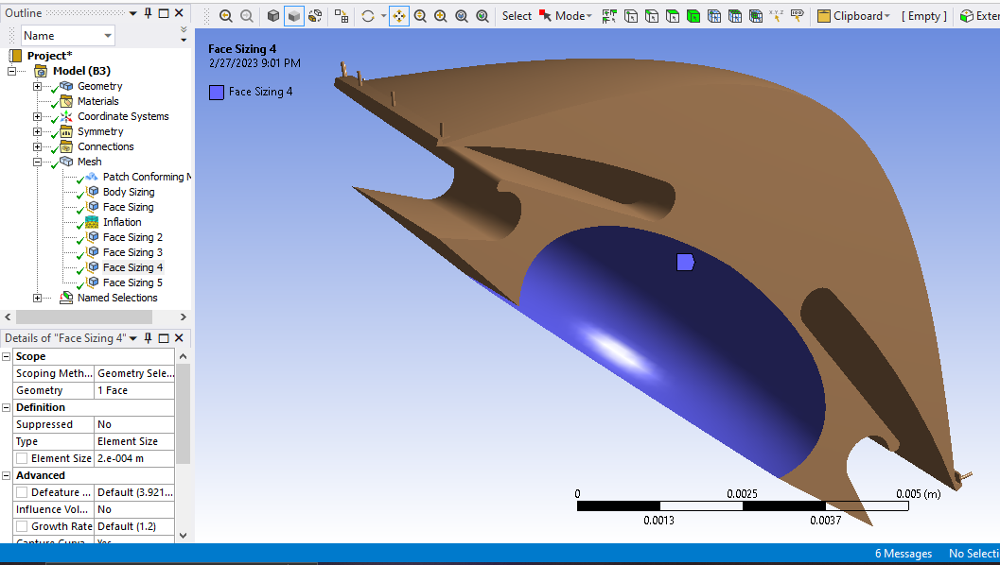 Outline
Name
Project*
Model (B3)
Geometry
Materials
Coordinate Systems
Symmetry
Connections
Mesh
Patch Conforming M
Body Sizing
Face Sizing
Inflation
Face Sizing 2
Face Sizing 3
Face Sizing 4
Face Sizing 5
Named Selections
Details of "Face Sizing 4"
Scope
Scoping Meth... Geometry Sele...
Geometry 1 Face
Definition
Suppressed No
Type Element Size
Element Size 2.e-004 m
Advanced
Defeature ... Default (3.921...
Influence Vol... No
Growth Rate Default (1.2)
Capture Curva... Yes
Select Mode Clipboard [ Empty ] Exter
Face Sizing 4
2/27/2023 9:01 PM
Face Sizing 4
0 0.0025 0.005 (m)
0.0013 0.0037
6 Messages No Selecti